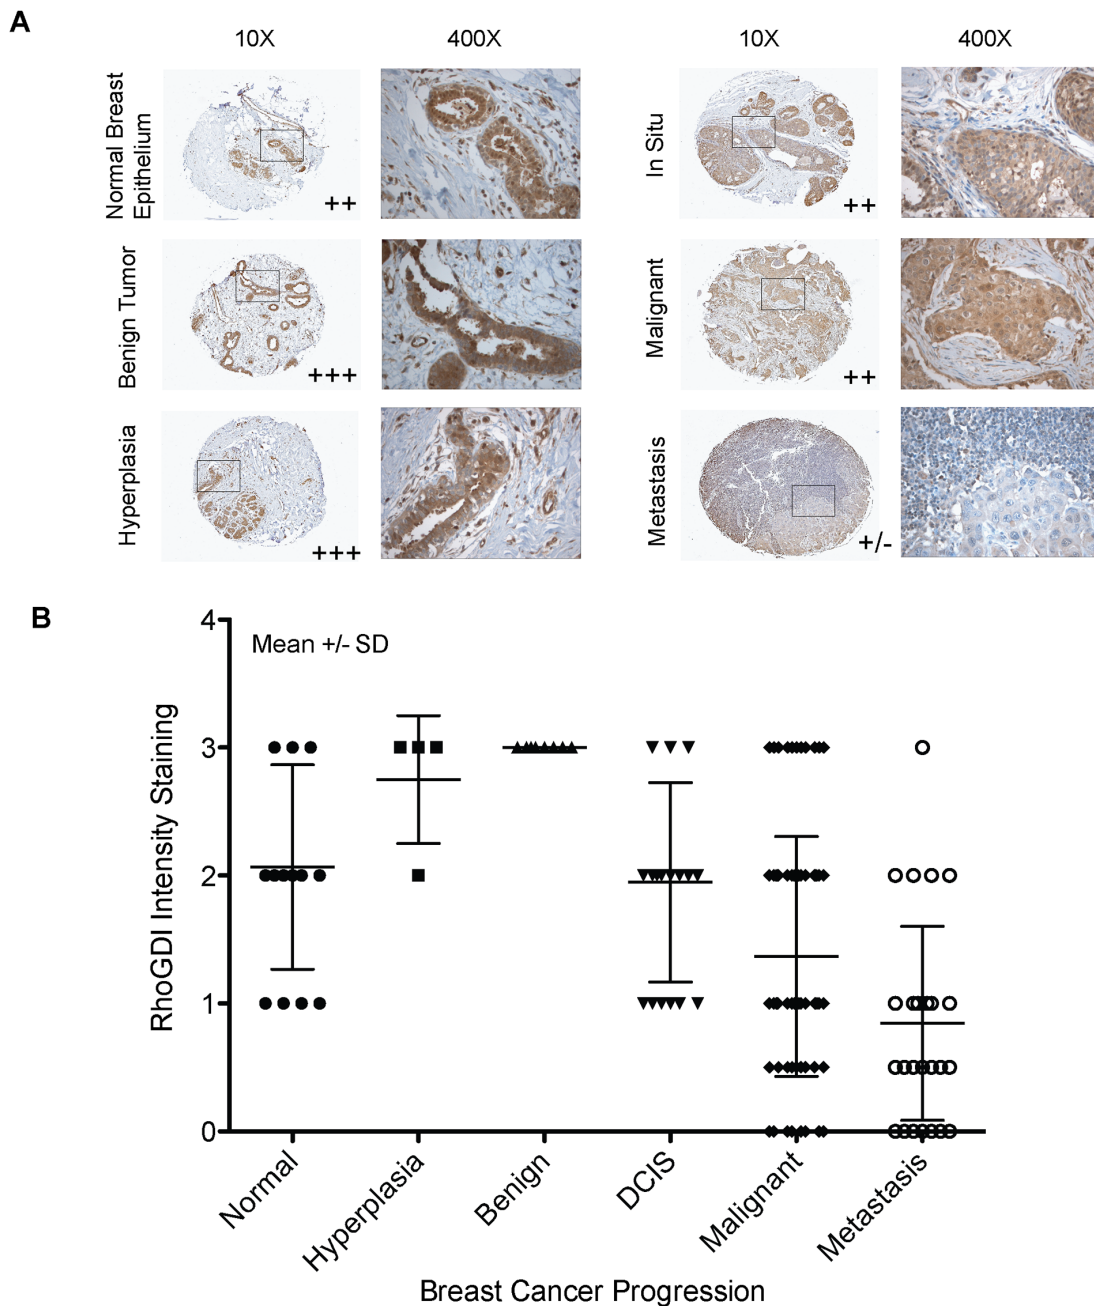 A
10X 400X 10X 400X
Normal Breast
Epithelium
++
In Situ
++
Benign Tumor
+++
Malignant
++
Hyperplasia
+++
Metastasis
+/-
B
Mean +/- SD
RhoGDI Intensity Staining
4
3
2
1
0
Normal
Hyperplasia
Benign
DCIS
Malignant
Metastasis
Breast Cancer Progression